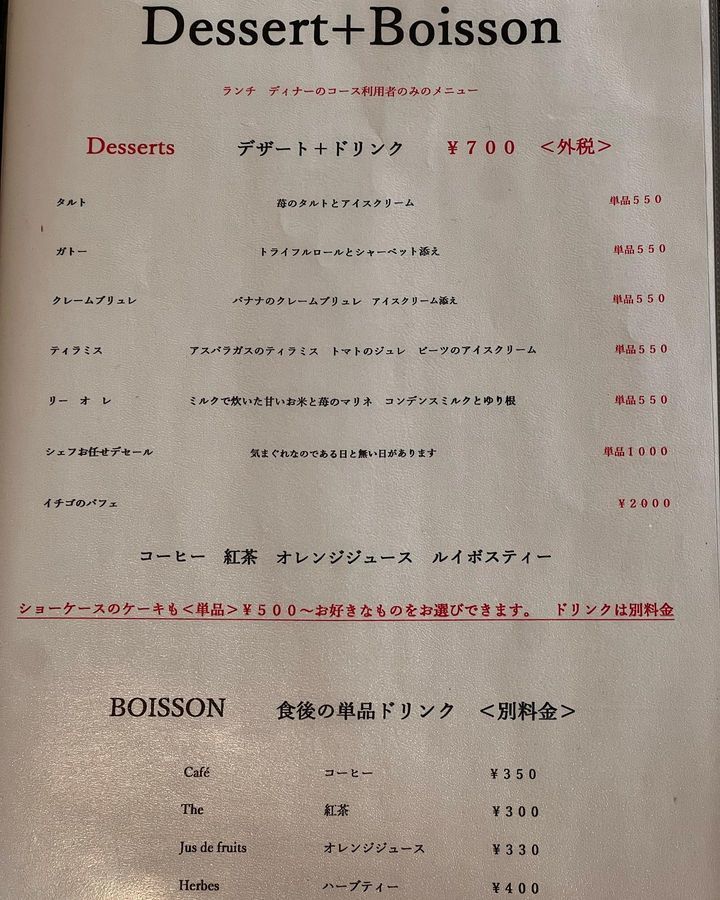 Dessert+Boisson
ランチ　ディナーのコース利用者のみのメニュー
Desserts　デザート＋ドリンク　￥７００　＜外税＞
タルト　苺のタルトとアイスクリーム　単品５５０
ガトー　トライフルロールとシャーベット添え　単品５５０
クレームブリュレ　バナナのクレームブリュレ　アイスクリーム添え　単品５５０
ティラミス　アスパラガスのティラミス　トマトのジュレ　ビーツのアイスクリーム　単品５５０
リー　オ　レ　ミルクで炊いた甘いお米と苺のマリネ　コンデンスミルクとゆり根　単品５５０
シェフお任せデセール　気まぐれなのである日と無い日があります　単品１０００
イチゴのパフェ　￥２０００
コーヒー　紅茶　オレンジジュース　ルイボスティー
ショーケースのケーキも＜単品＞￥５００～お好きなものをお選びできます。　ドリンクは別料金
BOISSON　食後の単品ドリンク　＜別料金＞
Café　コーヒー　￥３５０
The　紅茶　￥３００
Jus de fruits　オレンジジュース　￥３３０
Herbes　ハーブティー　￥４００